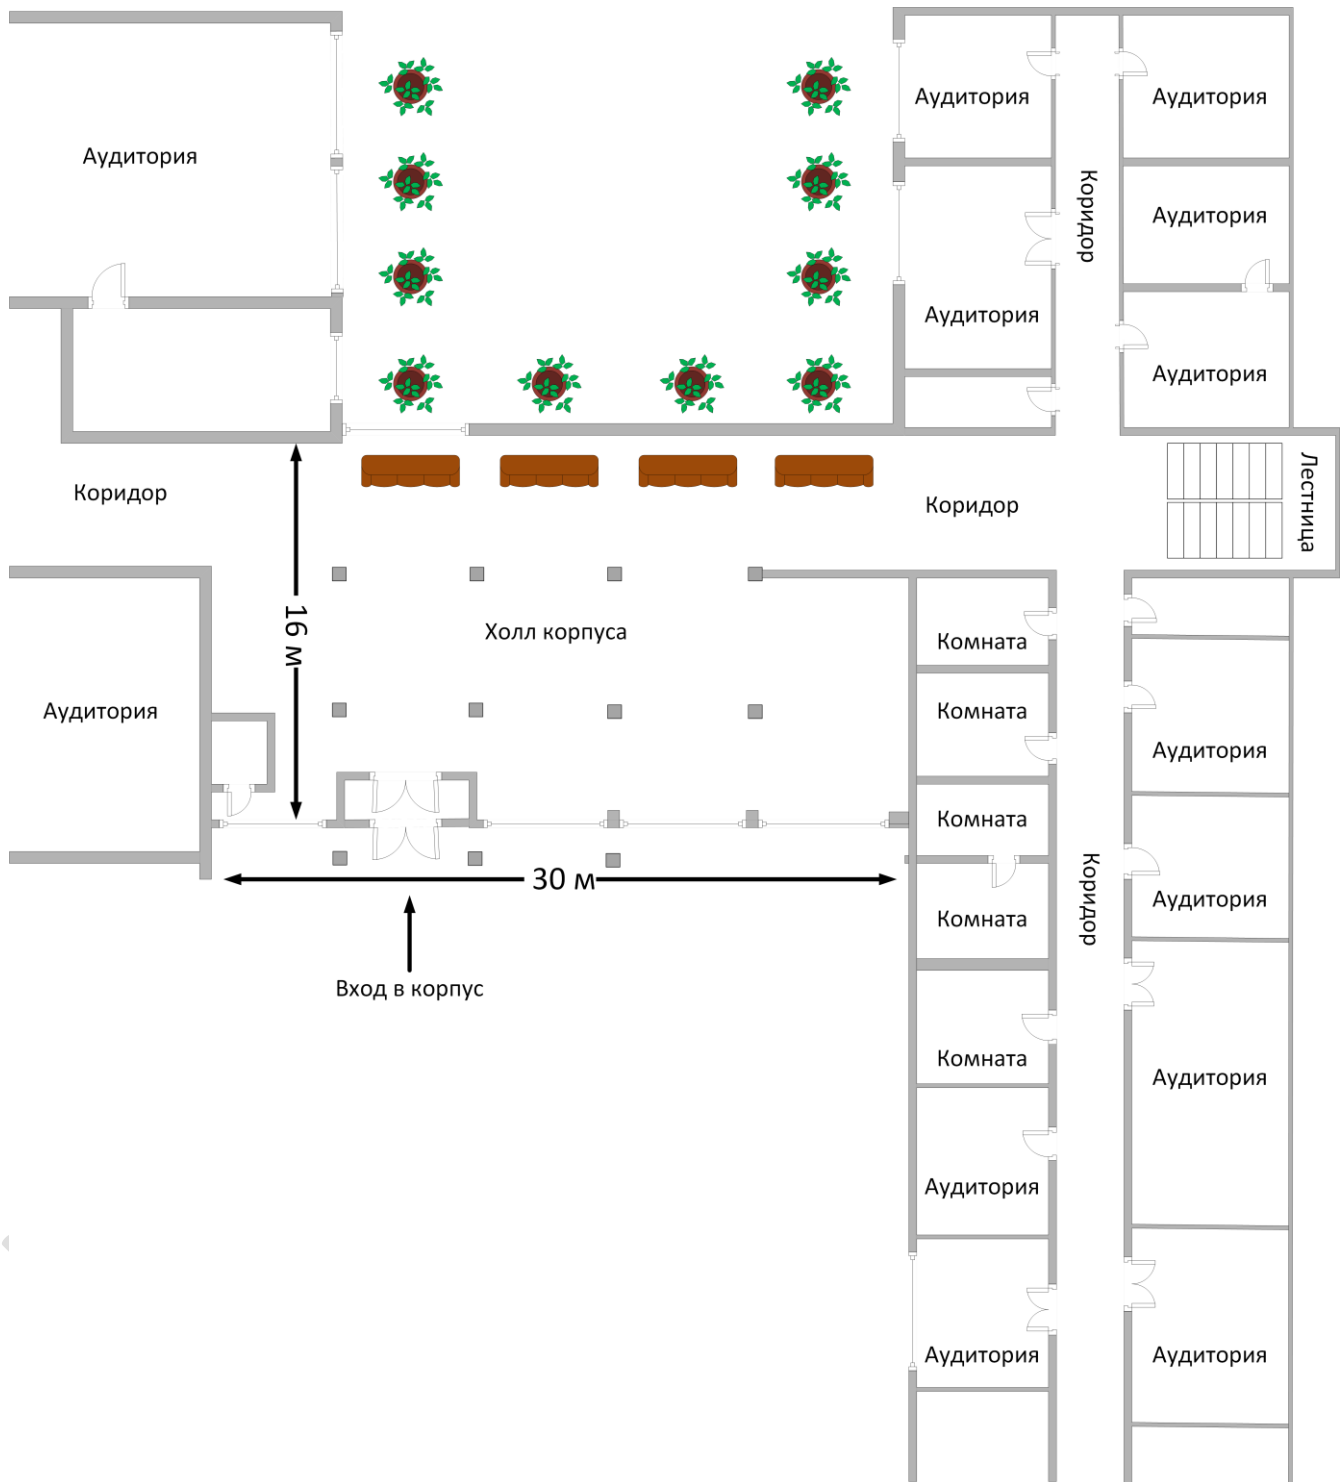 Аудитория
Аудитория
Аудитория
Коридор
Аудитория
Аудитория
Аудитория
Коридор
Коридор
Лестница
Холл корпуса
16 м
Комната
Аудитория
Комната
Аудитория
Комната
30 м
Комната
Аудитория
Коридор
Вход в корпус
Комната
Аудитория
Аудитория
Аудитория
Аудитория